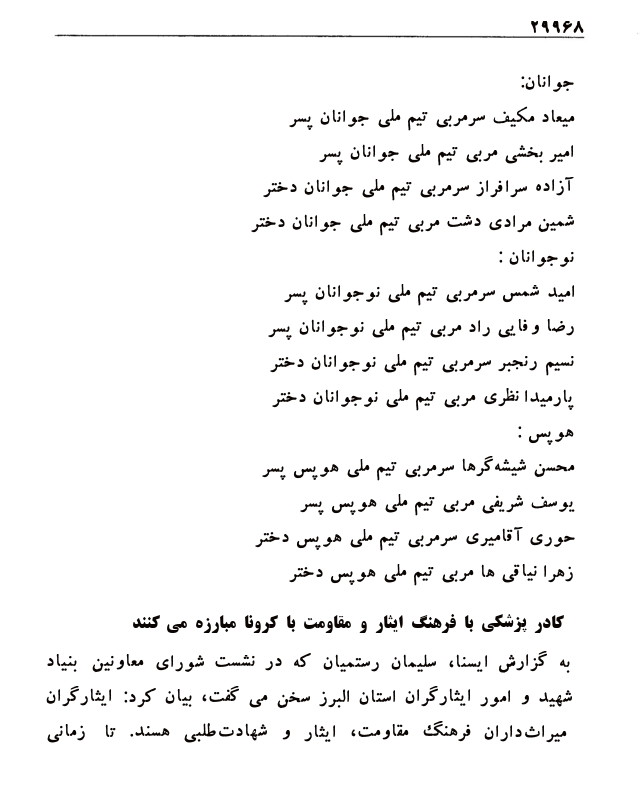 ۲۹۹۶۸
جوانان:
میعاد مکیف سرمربی تیم ملی جوانان پسر
امیر بخشی مربی تیم ملی جوانان پسر
آزاده سرافراز سرمربی تیم ملی جوانان دختر
شمین مرادی دشت مربی تیم ملی جوانان دختر
نوجوانان :
امید شمس سرمربی تیم ملی نوجوانان پسر
رضا وفایی راد مربی تیم ملی نوجوانان پسر
نسیم رنجبر سرمربی تیم ملی نوجوانان دختر
پارمیدا نظری مربی تیم ملی نوجوانان دختر
هوپس :
محسن شیشه‌گرها سرمربی تیم ملی هوپس پسر
یوسف شریفی مربی تیم ملی هوپس پسر
حوری آقامیری سرمربی تیم ملی هوپس دختر
زهرا نیاقی ها مربی تیم ملی هوپس دختر
کادر پزشکی با فرهنگ ایثار و مقاومت با کرونا مبارزه می کنند
به گزارش ایسنا، سلیمان رستمیان که در نشست شورای معاونین بنیاد
شهید و امور ایثارگران استان البرز سخن می گفت، بیان کرد: ایثارگران
میراث‌داران فرهنگ مقاومت، ایثار و شهادت‌طلبی هسند. تا زمانی